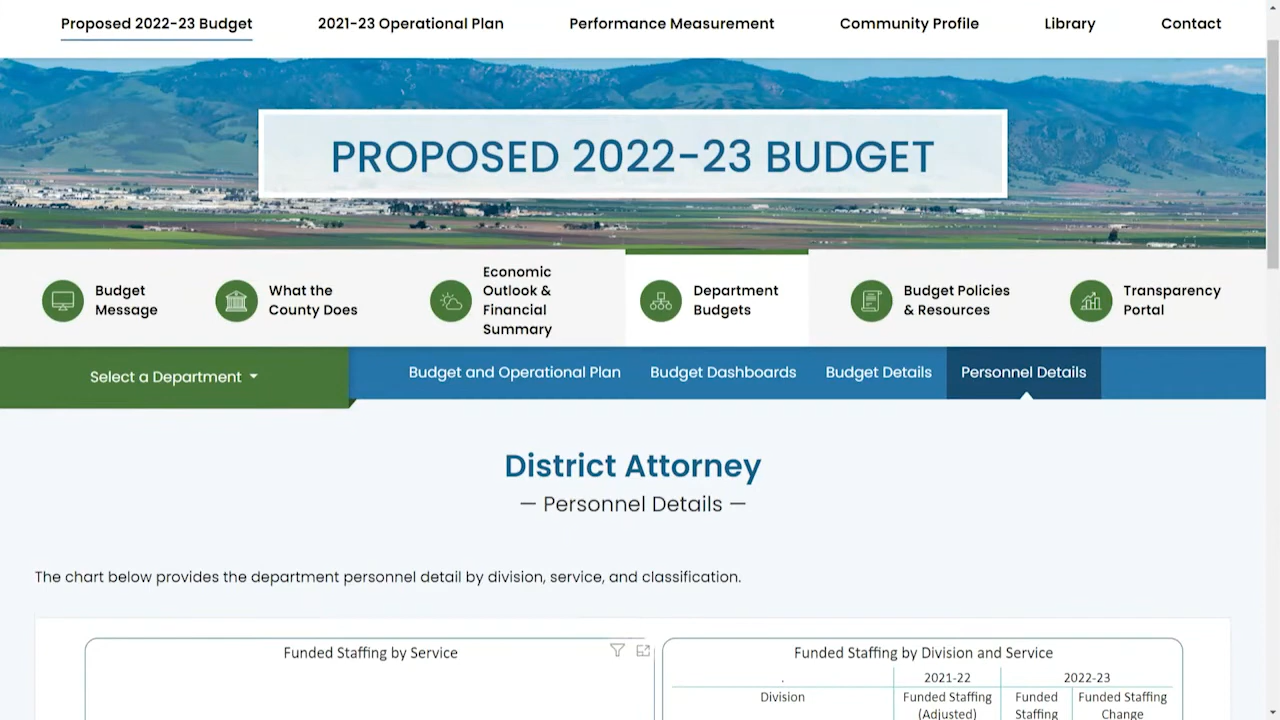 Proposed 2022-23 Budget
2021-23 Operational Plan
Performance Measurement
Community Profile
Library
Contact
PROPOSED 2022-23 BUDGET
Budget
Message
What the
County Does
Economic
Outlook &
Financial
Summary
Department
Budgets
Budget Policies
& Resources
Transparency
Portal
Select a Department
Budget and Operational Plan
Budget Dashboards
Budget Details
Personnel Details
District Attorney
— Personnel Details —
The chart below provides the department personnel detail by division, service, and classification.
Funded Staffing by Service
Funded Staffing by Division and Service
. 2021-22 2022-23
Division Funded Staffing Funded Funded Staffing
(Adjusted) Staffing Change